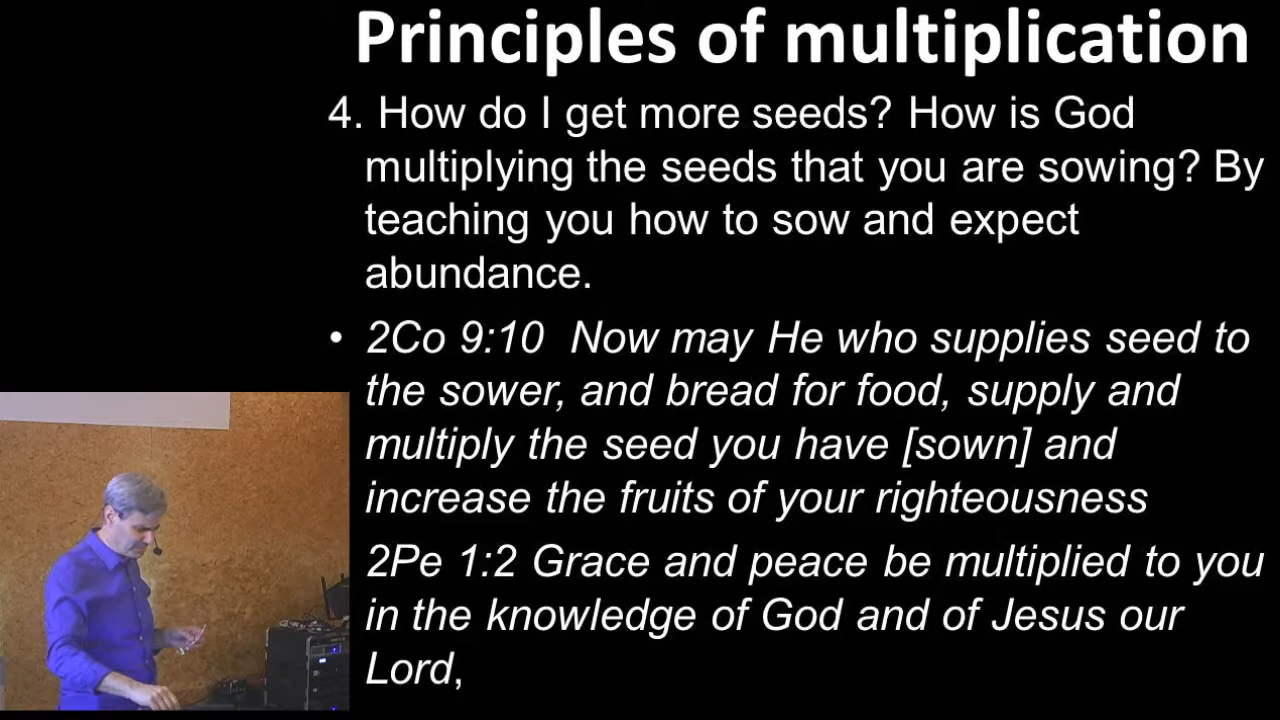 Principles of multiplication
4. How do I get more seeds? How is God
multiplying the seeds that you are sowing? By
teaching you how to sow and expect
abundance.
• 2Co 9:10  Now may He who supplies seed to
the sower, and bread for food, supply and
multiply the seed you have [sown] and
increase the fruits of your righteousness
2Pe 1:2 Grace and peace be multiplied to you
in the knowledge of God and of Jesus our
Lord,